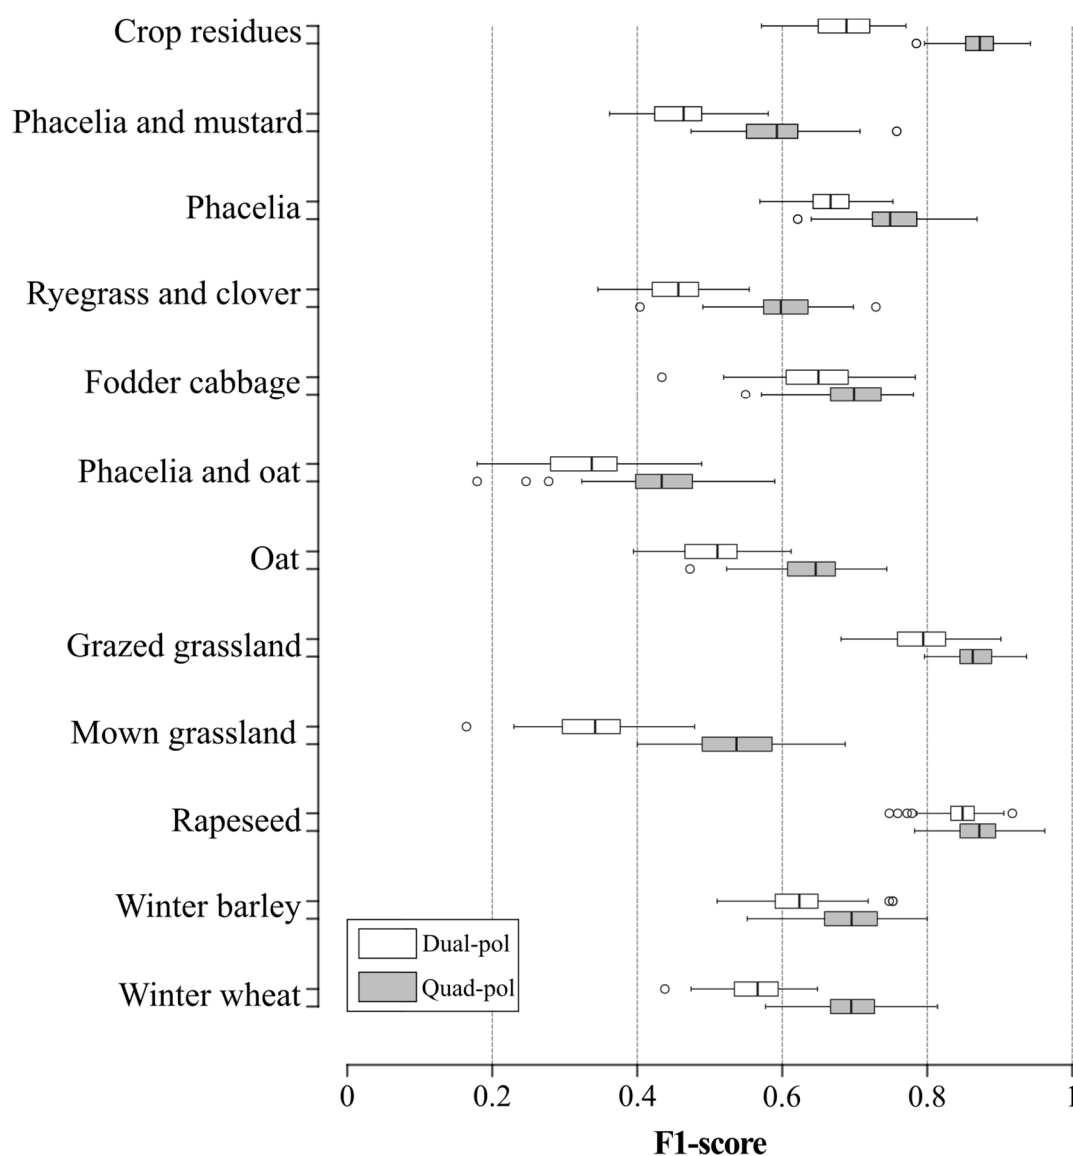 Crop residues
Phacelia and mustard
Phacelia
Ryegrass and clover
Fodder cabbage
Phacelia and oat
Oat
Grazed grassland
Mown grassland
Rapeseed
Winter barley
Winter wheat
Dual-pol
Quad-pol
0 0.2 0.4 0.6 0.8 1
F1-score